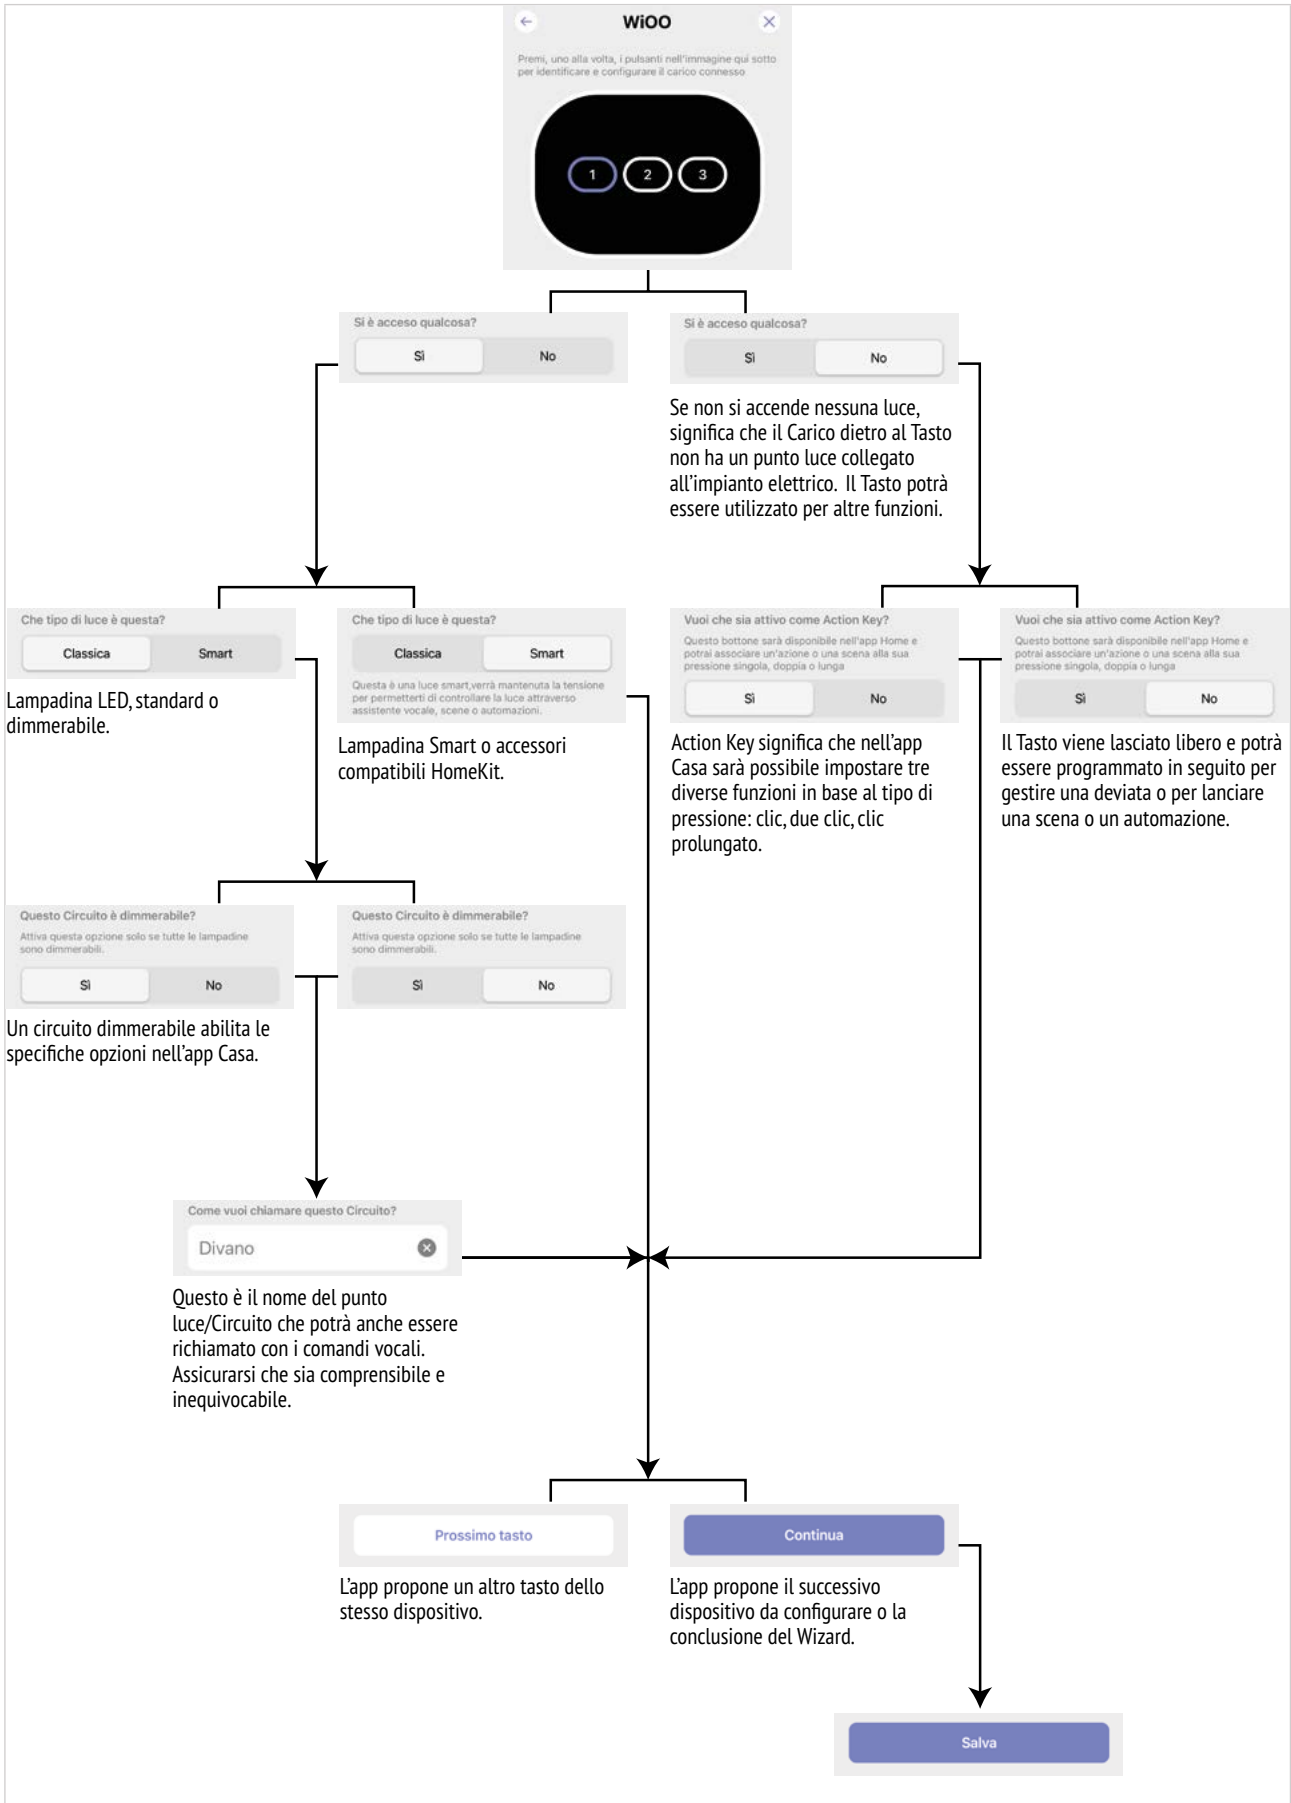 WiOO
Premi, uno alla volta, i pulsanti nell'immagine qui sotto
per identificare e configurare il carico connesso
1
2
3
Si è acceso qualcosa?
Sì
No
Si è acceso qualcosa?
Sì
No
Se non si accende nessuna luce,
significa che il Carico dietro al Tasto
non ha un punto luce collegato
all'impianto elettrico. Il Tasto potrà
essere utilizzato per altre funzioni.
Che tipo di luce è questa?
Classica
Smart
Lampadina LED, standard o
dimmerabile.
Che tipo di luce è questa?
Classica
Smart
Questa è una luce smart,verrà mantenuta la tensione
per permetterti di controllare la luce attraverso
assistente vocale, scene o automazioni.
Lampadina Smart o accessori
compatibili HomeKit.
Vuoi che sia attivo come Action Key?
Questo bottone sarà disponibile nell'app Home e
potrai associare un'azione o una scena alla sua
pressione singola, doppia o lunga
Sì
No
Action Key significa che nell'app
Casa sarà possibile impostare tre
diverse funzioni in base al tipo di
pressione: clic, due clic, clic
prolungato.
Vuoi che sia attivo come Action Key?
Questo bottone sarà disponibile nell'app Home e
potrai associare un'azione o una scena alla sua
pressione singola, doppia o lunga
Sì
No
Il Tasto viene lasciato libero e potrà
essere programmato in seguito per
gestire una deviata o per lanciare
una scena o un automazione.
Questo Circuito è dimmerabile?
Attiva questa opzione solo se tutte le lampadine
sono dimmerabili.
Sì
No
Un circuito dimmerabile abilita le
specifiche opzioni nell'app Casa.
Questo Circuito è dimmerabile?
Attiva questa opzione solo se tutte le lampadine
sono dimmerabili.
Sì
No
Come vuoi chiamare questo Circuito?
Divano
Questo è il nome del punto
luce/Circuito che potrà anche essere
richiamato con i comandi vocali.
Assicurarsi che sia comprensibile e
inequivocabile.
Prossimo tasto
L'app propone un altro tasto dello
stesso dispositivo.
Continua
L'app propone il successivo
dispositivo da configurare o la
conclusione del Wizard.
Salva